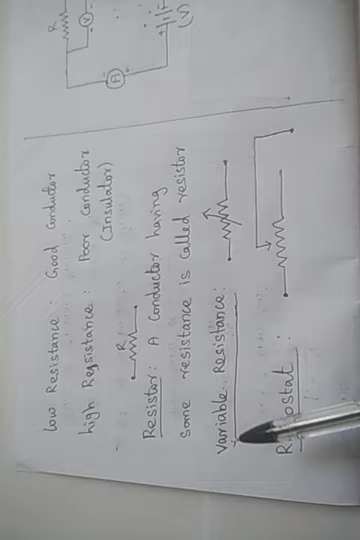 R
V
A
(V)
Low Resistance : Good Conductor
high Resistance : Poor Conductor
(Insulator)
R
Resistor : A Conductor having
some resistance is called resistor
Variable Resistance :